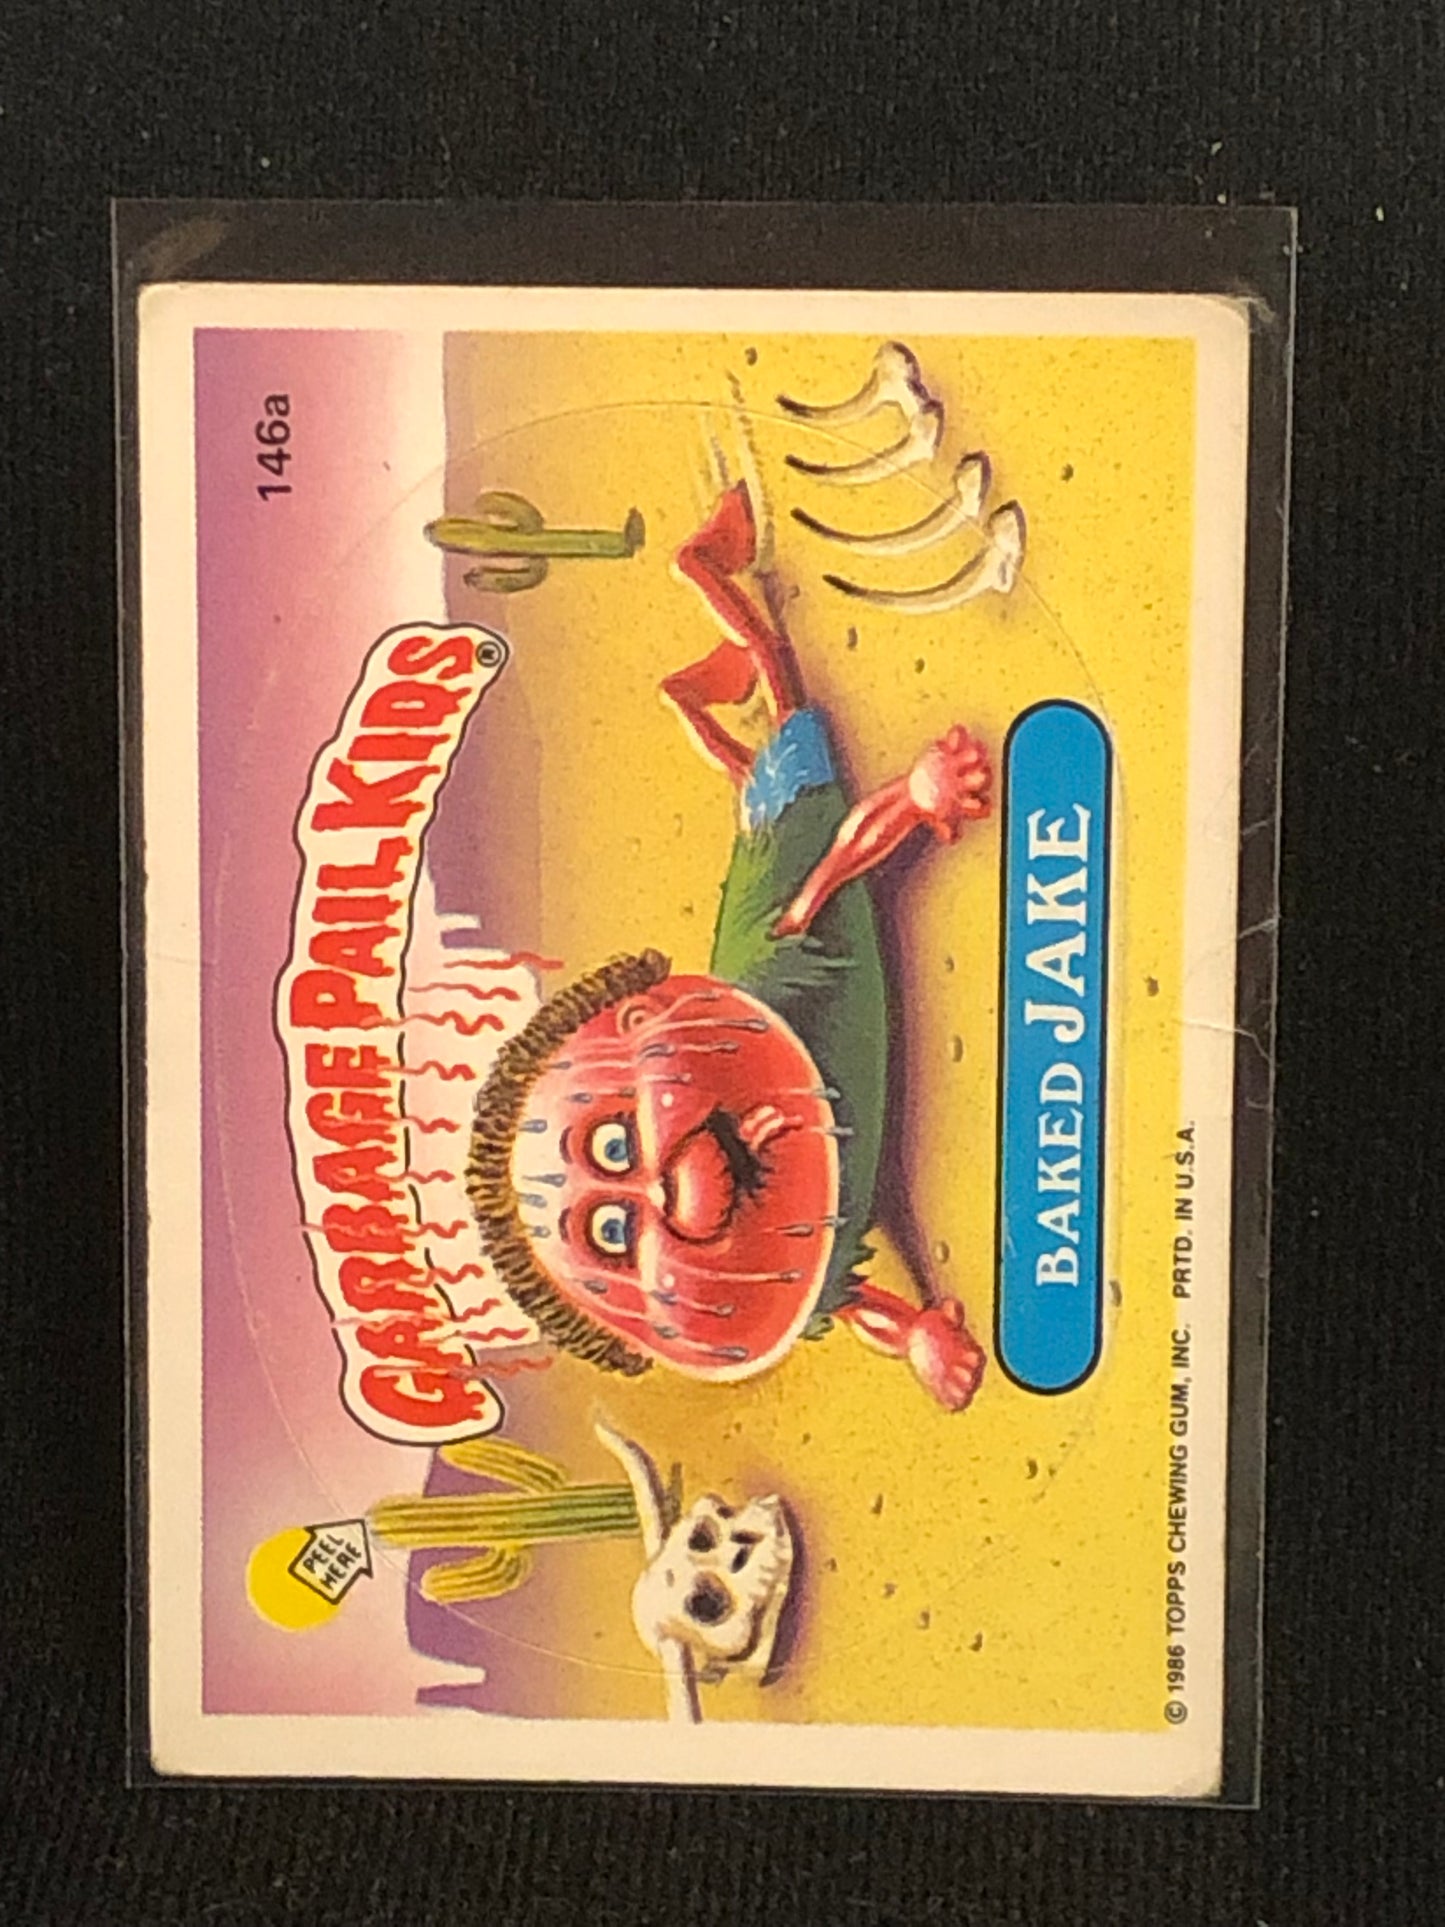 146a
GARBAGE PAIL KIDS®
PEEL
HERE
BAKED JAKE
© 1986 TOPPS CHEWING GUM, INC. PRTD. IN U.S.A.